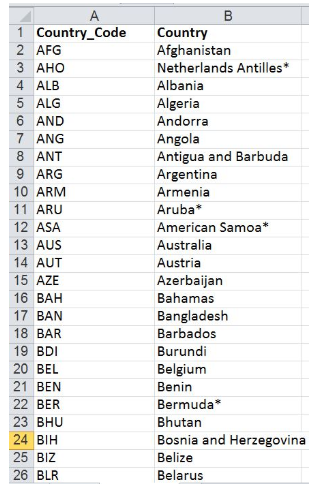 A B
1 Country_Code Country
2 AFG Afghanistan
3 AHO Netherlands Antilles*
4 ALB Albania
5 ALG Algeria
6 AND Andorra
7 ANG Angola
8 ANT Antigua and Barbuda
9 ARG Argentina
10 ARM Armenia
11 ARU Aruba*
12 ASA American Samoa*
13 AUS Australia
14 AUT Austria
15 AZE Azerbaijan
16 BAH Bahamas
17 BAN Bangladesh
18 BAR Barbados
19 BDI Burundi
20 BEL Belgium
21 BEN Benin
22 BER Bermuda*
23 BHU Bhutan
24 BIH Bosnia and Herzegovina
25 BIZ Belize
26 BLR Belarus